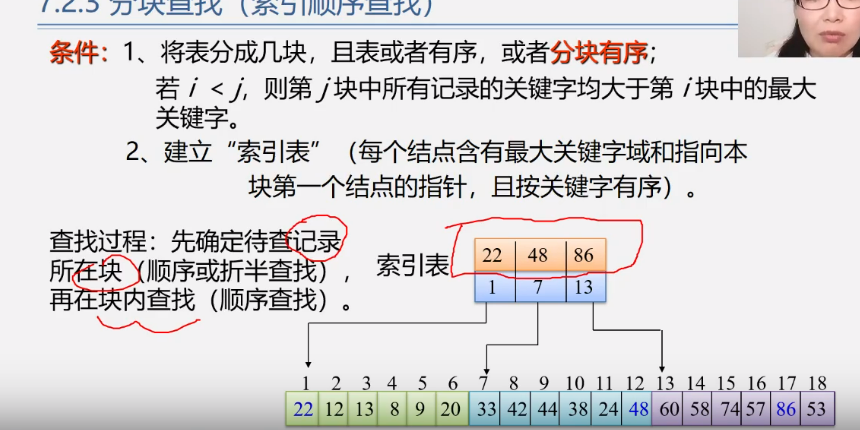 7.2.3 分块查找（索引顺序查找）
条件：1、将表分成几块，且表或者有序，或者分块有序；
若 i < j，则第 j 块中所有记录的关键字均大于第 i 块中的最大
关键字。
2、建立“索引表”（每个结点含有最大关键字域和指向本
块第一个结点的指针，且按关键字有序）。
查找过程：先确定待查记录
所在块（顺序或折半查找），
再在块内查找（顺序查找）。
索引表
22 48 86
1 7 13
1 2 3 4 5 6 7 8 9 10 11 12 13 14 15 16 17 18
22 12 13 8 9 20 33 42 44 38 24 48 60 58 74 57 86 53